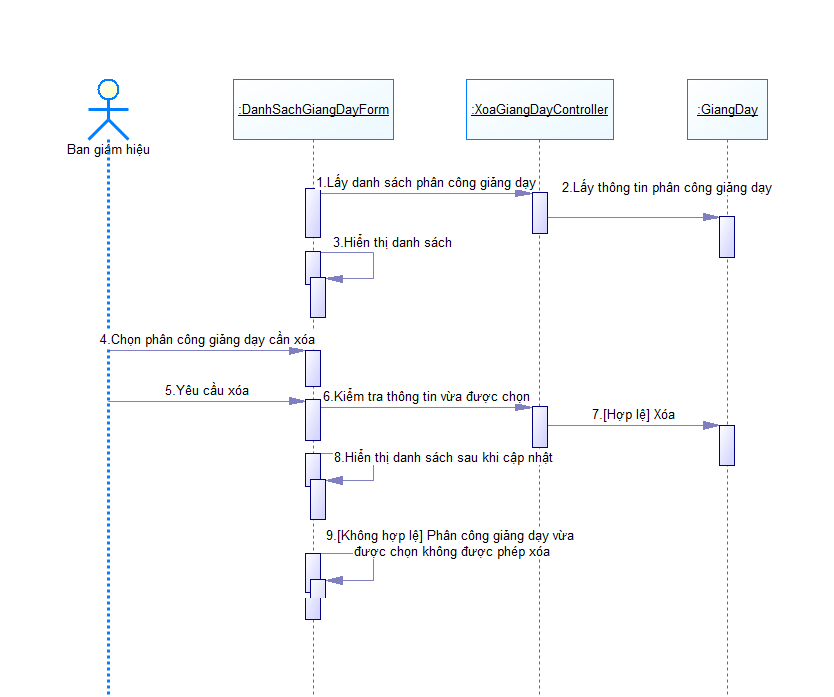 :DanhSachGiangDayForm
:XoaGiangDayController
:GiangDay
Ban giám hiệu
1.Lấy danh sách phân công giảng dạy
2.Lấy thông tin phân công giảng dạy
3.Hiển thị danh sách
4.Chọn phân công giảng dạy cần xóa
5.Yêu cầu xóa
6.Kiểm tra thông tin vừa được chọn
7.[Hợp lệ] Xóa
8.Hiển thị danh sách sau khi cập nhật
9.[Không hợp lệ] Phân công giảng dạy vừa
được chọn không được phép xóa